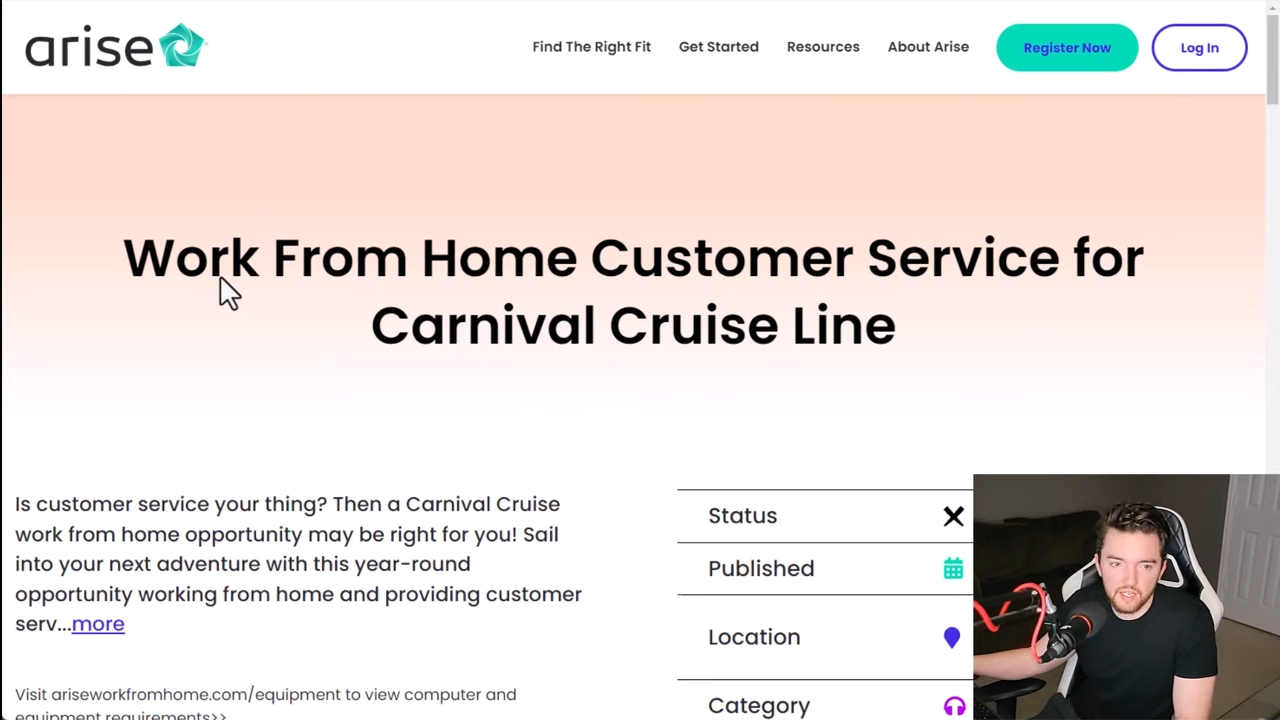 arise
Find The Right Fit
Get Started
Resources
About Arise
Register Now
Log In
Work From Home Customer Service for
Carnival Cruise Line
Is customer service your thing? Then a Carnival Cruise
work from home opportunity may be right for you! Sail
into your next adventure with this year-round
opportunity working from home and providing customer
serv...more
Visit ariseworkfromhome.com/equipment to view computer and
equipment requirements>>
Status
Published
Location
Category